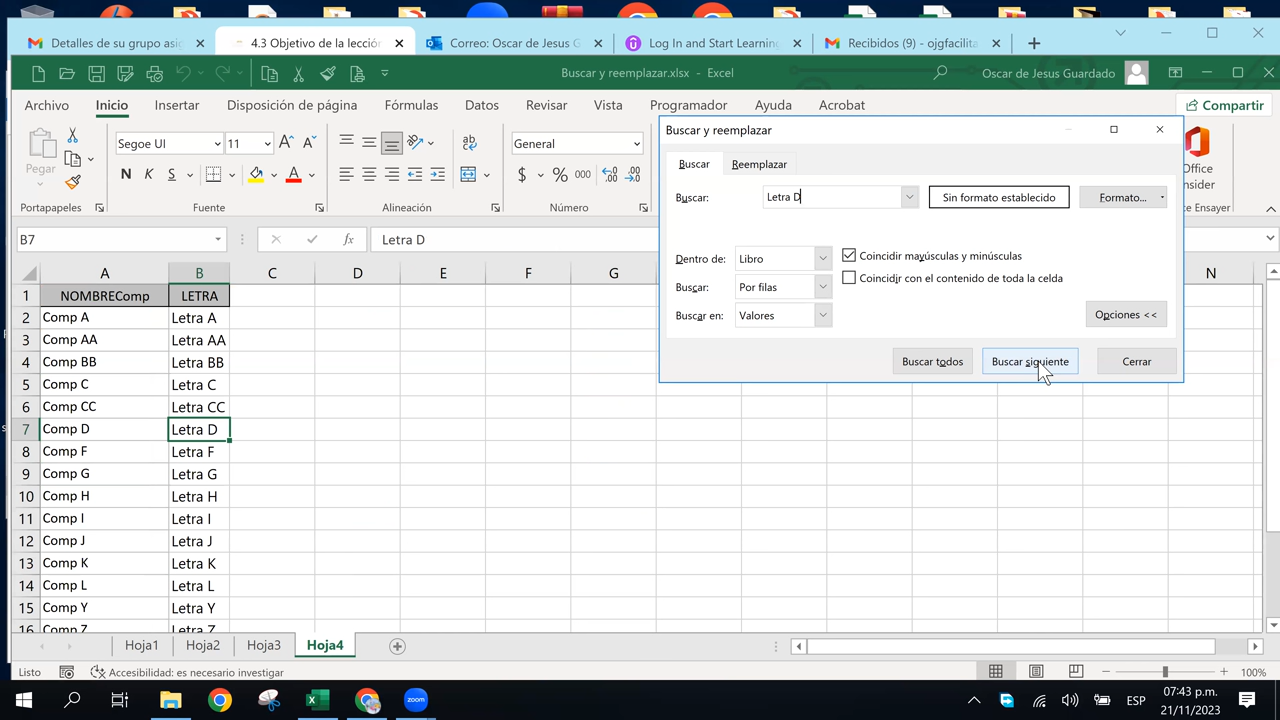 Detalles de su grupo asi
4.3 Objetivo de la lección
Correo: Oscar de Jesus G
Log In and Start Learning
Recibidos (9) - ojgfacilita
Buscar y reemplazar.xlsx - Excel
Oscar de Jesus Guardado
Archivo Inicio Insertar Disposición de página Fórmulas Datos Revisar Vista Programador Ayuda Acrobat
Compartir
Pegar
Segoe UI 11
N K S
General
$ % 000
Portapapeles Fuente Alineación Número
Office
Insider
e Ensayer
Buscar y reemplazar
Buscar Reemplazar
Buscar: Letra D Sin formato establecido Formato...
Dentro de: Libro Coincidir mayúsculas y minúsculas
Coincidir con el contenido de toda la celda
Buscar: Por filas
Buscar en: Valores Opciones <<
Buscar todos Buscar siguiente Cerrar
B7 fx Letra D
A B C D E F G N
1 NOMBREComp LETRA
2 Comp A Letra A
3 Comp AA Letra AA
4 Comp BB Letra BB
5 Comp C Letra C
6 Comp CC Letra CC
7 Comp D Letra D
8 Comp F Letra F
9 Comp G Letra G
10 Comp H Letra H
11 Comp I Letra I
12 Comp J Letra J
13 Comp K Letra K
14 Comp L Letra L
15 Comp Y Letra Y
16 Comp Z Letra Z
Hoja1 Hoja2 Hoja3 Hoja4
Listo Accesibilidad: es necesario investigar 100%
zoom
ESP
07:43 p.m.
21/11/2023